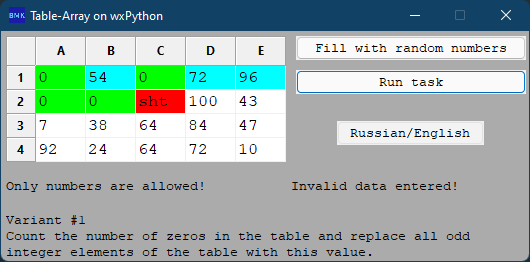 BMK Table-Array on wxPython
Fill with random numbers
A B C D E
1 0 54 0 72 96
Run task
2 0 0 sht 100 43
3 7 38 64 84 47
Russian/English
4 92 24 64 72 10
Only numbers are allowed! Invalid data entered!
Variant #1
Count the number of zeros in the table and replace all odd
integer elements of the table with this value.